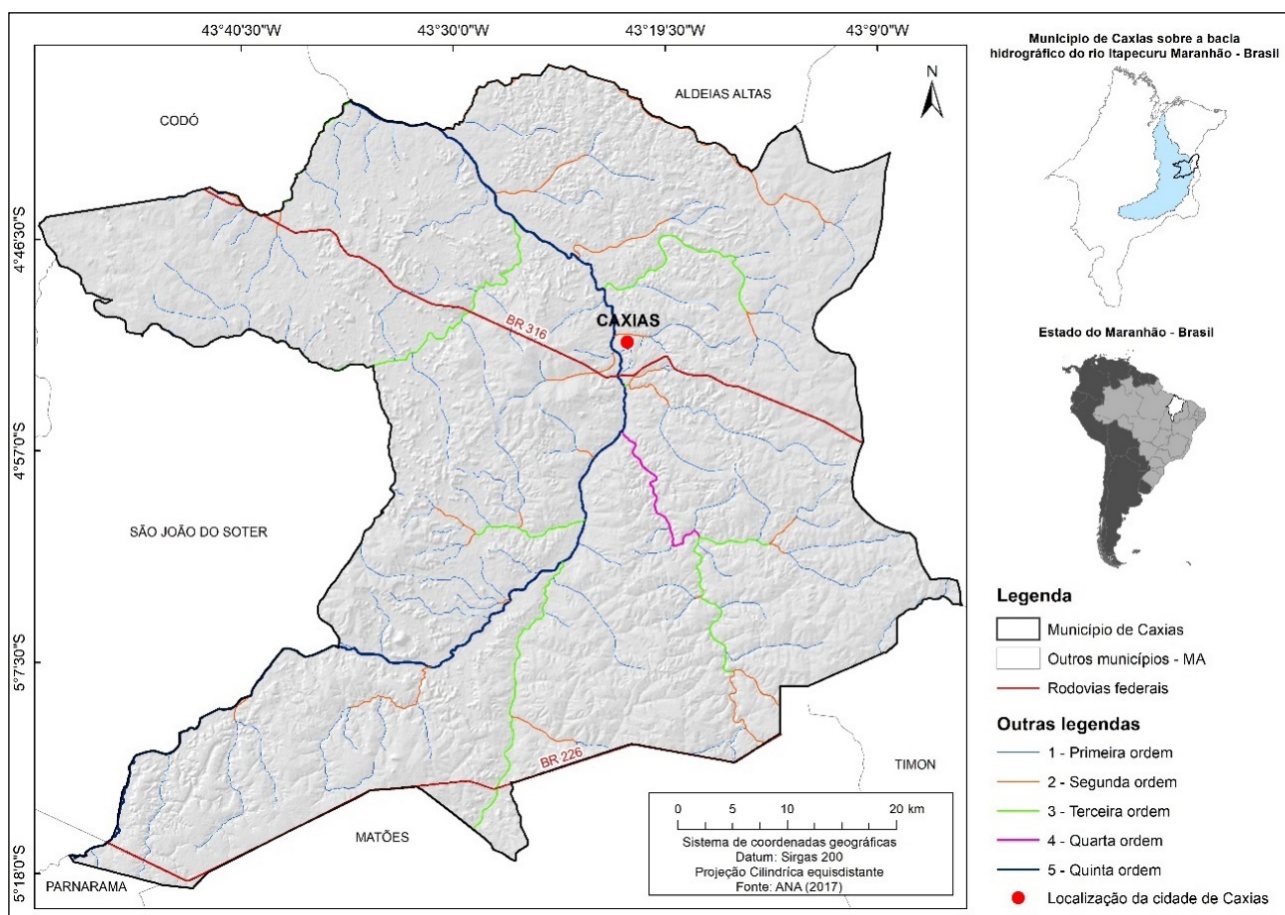 43°40'30"W
43°30'0"W
43°19'30"W
43°9'0"W
4°46'30"S
4°57'0"S
5°7'30"S
5°18'0"S
N
CODÓ
ALDEIAS ALTAS
CAXIAS
BR 316
SÃO JOÃO DO SOTER
BR 226
TIMON
MATÕES
PARNARAMA
0 5 10 20 km
Sistema de coordenadas geográficas
Datum: Sirgas 200
Projeção Cilindríca equisdistante
Fonte: ANA (2017)
Município de Caxias sobre a bacia
hidrográfico do rio Itapecuru Maranhão - Brasil
Estado do Maranhão - Brasil
Legenda
Município de Caxias
Outros municípios - MA
Rodovias federais
Outras legendas
1 - Primeira ordem
2 - Segunda ordem
3 - Terceira ordem
4 - Quarta ordem
5 - Quinta ordem
Localização da cidade de Caxias